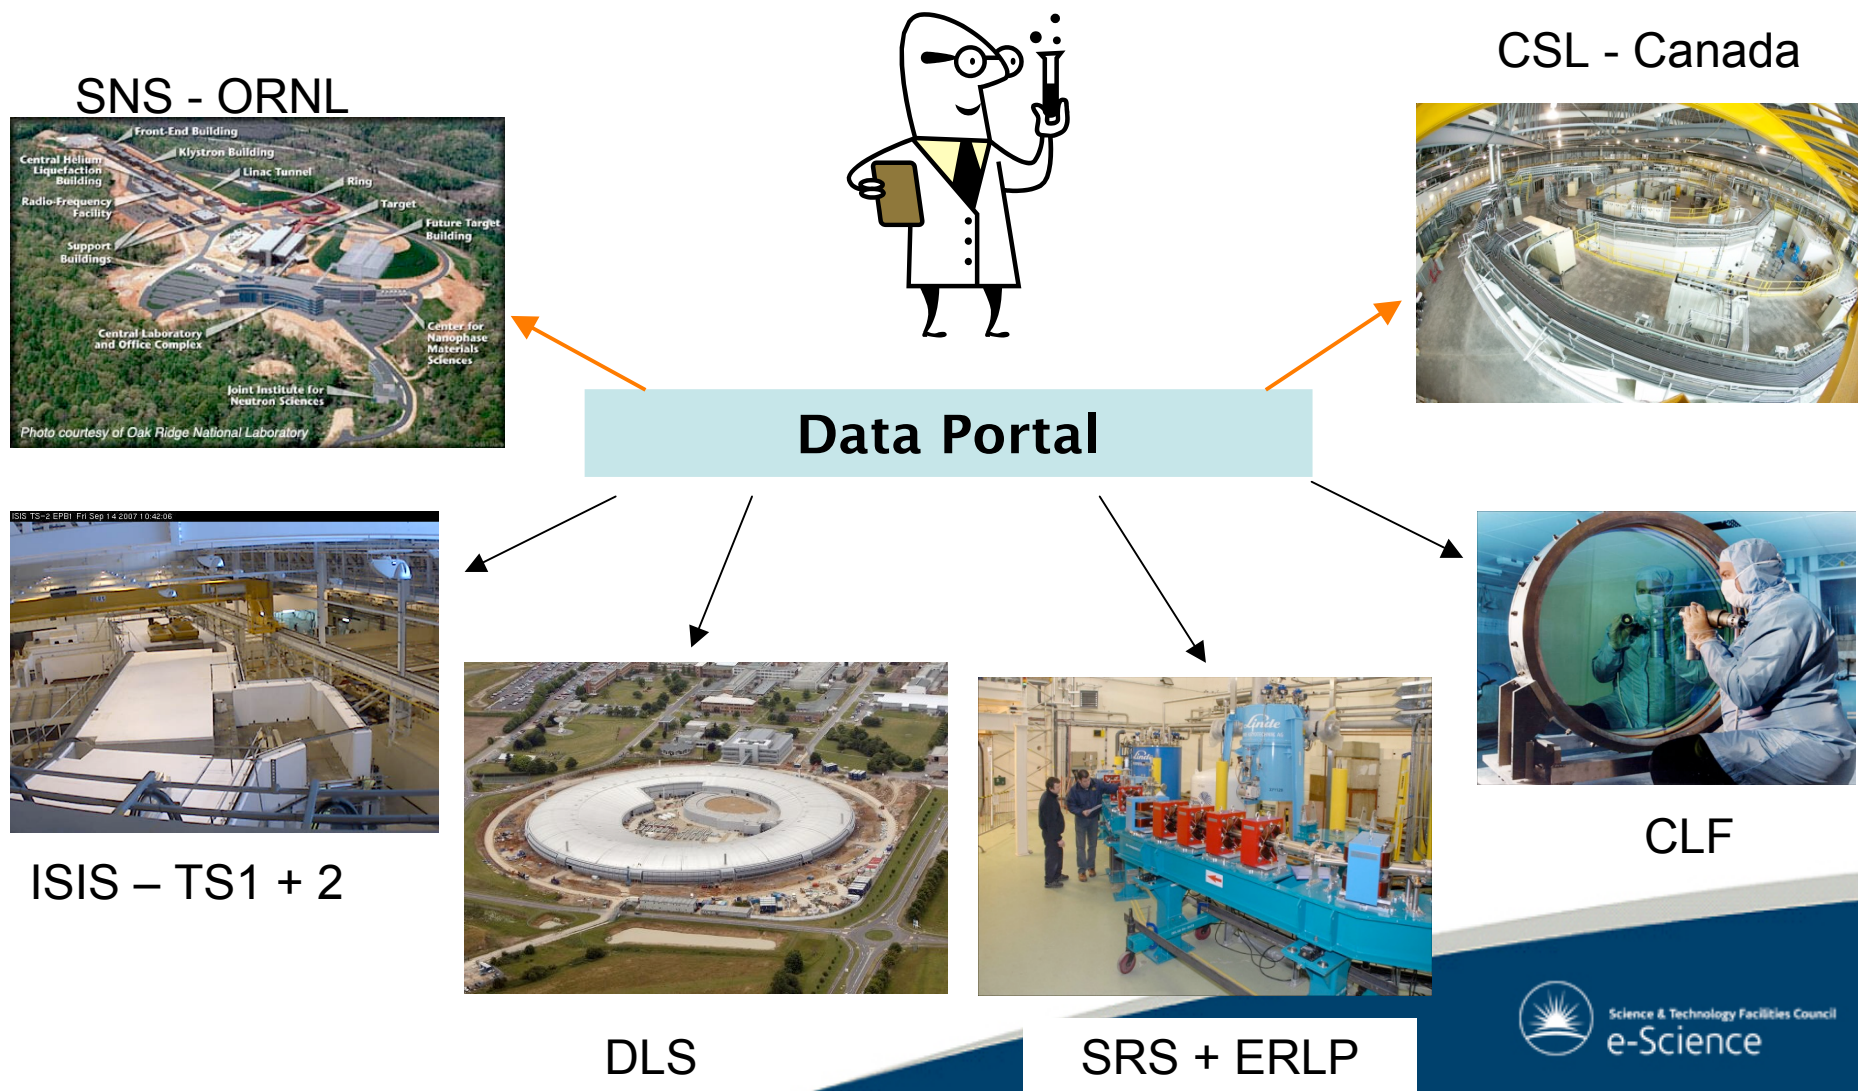 SNS - ORNL
CSL - Canada
Front-End Building
Klystron Building
Central Helium
Liquefaction
Building
Linac Tunnel
Ring
Radio-Frequency
Facility
Target
Future Target
Building
Support
Buildings
Central Laboratory
and Office Complex
Center for
Nanophase
Materials
Sciences
Joint Institute for
Neutron Sciences
Photo courtesy of Oak Ridge National Laboratory
Data Portal
ISIS TS-2 EPB1 Fri Sep 14 2007 10:42:06
Linde
Linde
CLF
ISIS – TS1 + 2
DLS
SRS + ERLP
Science & Technology Facilities Council
e-Science